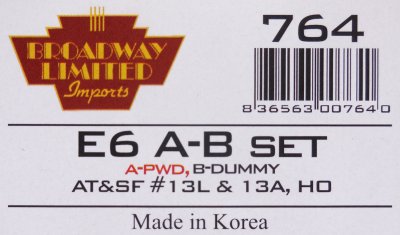 BROADWAY
LIMITED
Imports
764
8 36563 00764 0
E6 A-B SET
A-PWD, B-DUMMY
AT&SF #13L & 13A, HO
Made in Korea